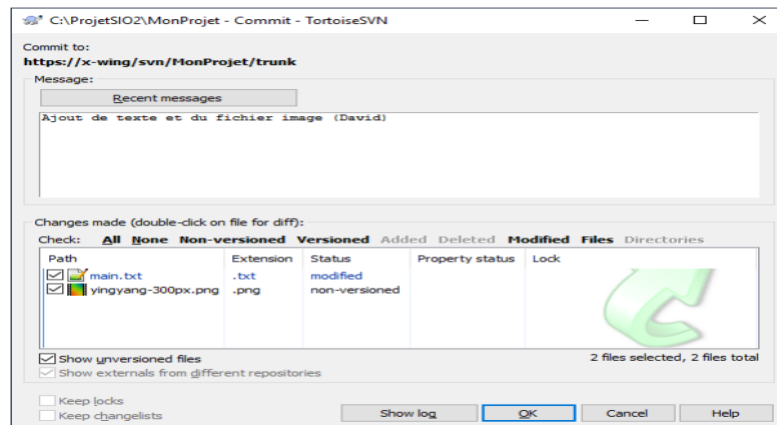 C:\ProjetSIO2\MonProjet - Commit - TortoiseSVN
Commit to:
https://x-wing/svn/MonProjet/trunk
Message:
Recent messages
Ajout de texte et du fichier image (David)
Changes made (double-click on file for diff):
Check: All None Non-versioned Versioned Added Deleted Modified Files Directories
Path Extension Status Property status Lock
main.txt .txt modified
yingyang-300px.png .png non-versioned
Show unversioned files 2 files selected, 2 files total
Show externals from different repositories
Keep locks
Keep changelists Show log OK Cancel Help